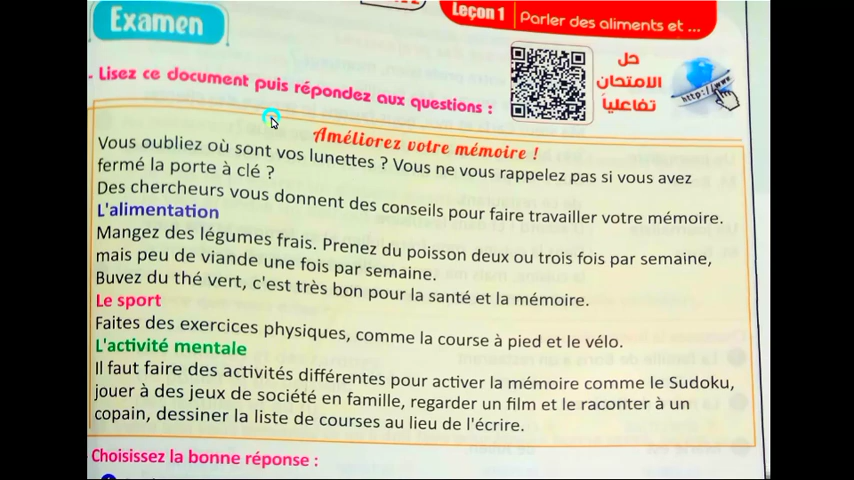 Examen
Leçon 1
Parler des aliments et ...
حل
الامتحان
تفاعلياً
http://www
. Lisez ce document puis répondez aux questions :
Améliorez votre mémoire !
Vous oubliez où sont vos lunettes ? Vous ne vous rappelez pas si vous avez
fermé la porte à clé ?
Des chercheurs vous donnent des conseils pour faire travailler votre mémoire.
L'alimentation
Mangez des légumes frais. Prenez du poisson deux ou trois fois par semaine,
mais peu de viande une fois par semaine.
Buvez du thé vert, c'est très bon pour la santé et la mémoire.
Le sport
Faites des exercices physiques, comme la course à pied et le vélo.
L'activité mentale
Il faut faire des activités différentes pour activer la mémoire comme le Sudoku,
jouer à des jeux de société en famille, regarder un film et le raconter à un
copain, dessiner la liste de courses au lieu de l'écrire.
Choisissez la bonne réponse :